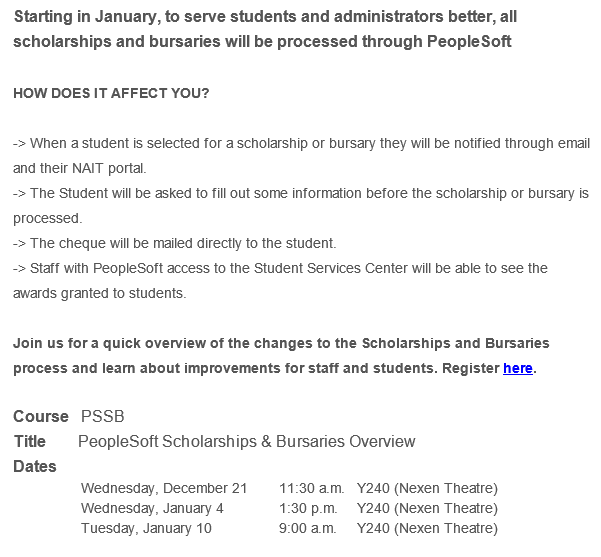 Starting in January, to serve students and administrators better, all
scholarships and bursaries will be processed through PeopleSoft
HOW DOES IT AFFECT YOU?
-> When a student is selected for a scholarship or bursary they will be notified through email
and their NAIT portal.
-> The Student will be asked to fill out some information before the scholarship or bursary is
processed.
-> The cheque will be mailed directly to the student.
-> Staff with PeopleSoft access to the Student Services Center will be able to see the
awards granted to students.
Join us for a quick overview of the changes to the Scholarships and Bursaries
process and learn about improvements for staff and students. Register here.
Course PSSB
Title PeopleSoft Scholarships & Bursaries Overview
Dates
Wednesday, December 21 11:30 a.m. Y240 (Nexen Theatre)
Wednesday, January 4 1:30 p.m. Y240 (Nexen Theatre)
Tuesday, January 10 9:00 a.m. Y240 (Nexen Theatre)